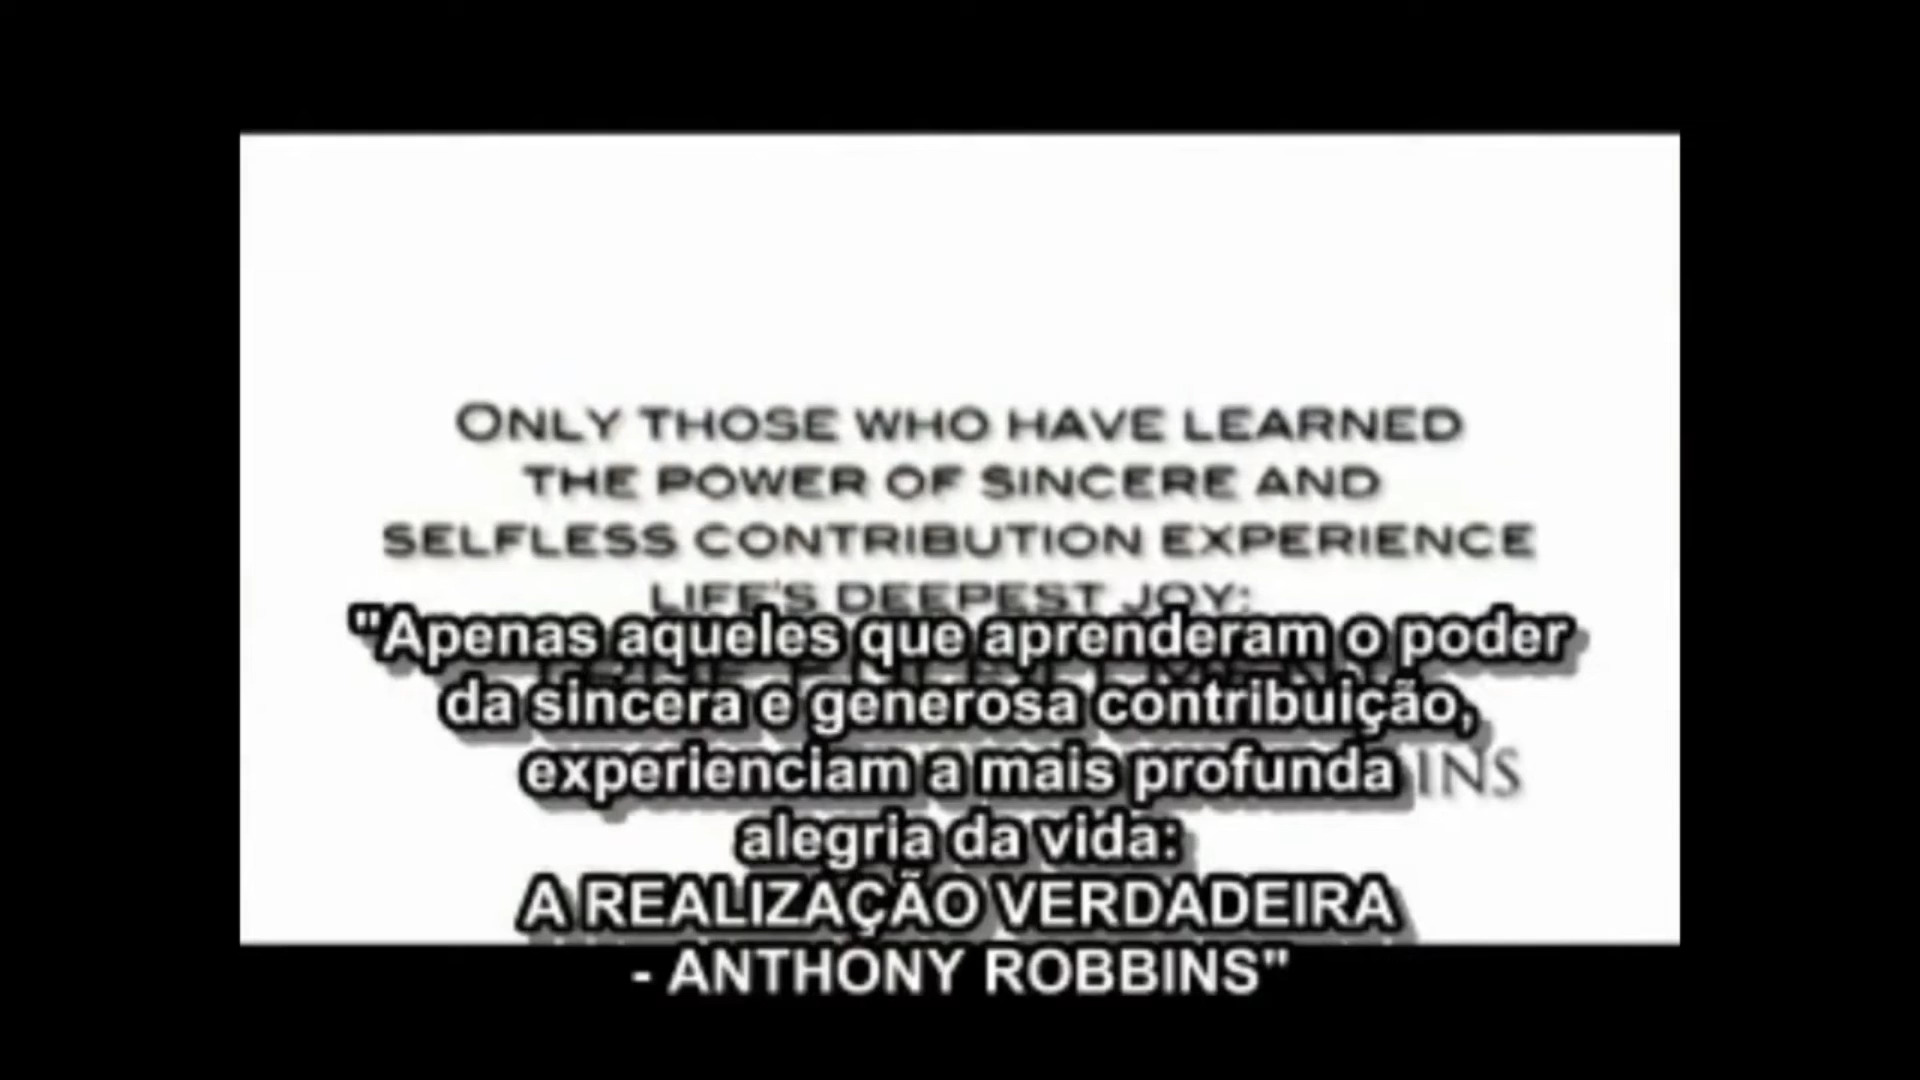 ONLY THOSE WHO HAVE LEARNED
THE POWER OF SINCERE AND
SELFLESS CONTRIBUTION EXPERIENCE
LIFE'S DEEPEST JOY:
"Apenas aqueles que aprenderam o poder
da sincera e generosa contribuição,
experienciam a mais profunda
alegria da vida:
A REALIZAÇÃO VERDADEIRA
- ANTHONY ROBBINS"